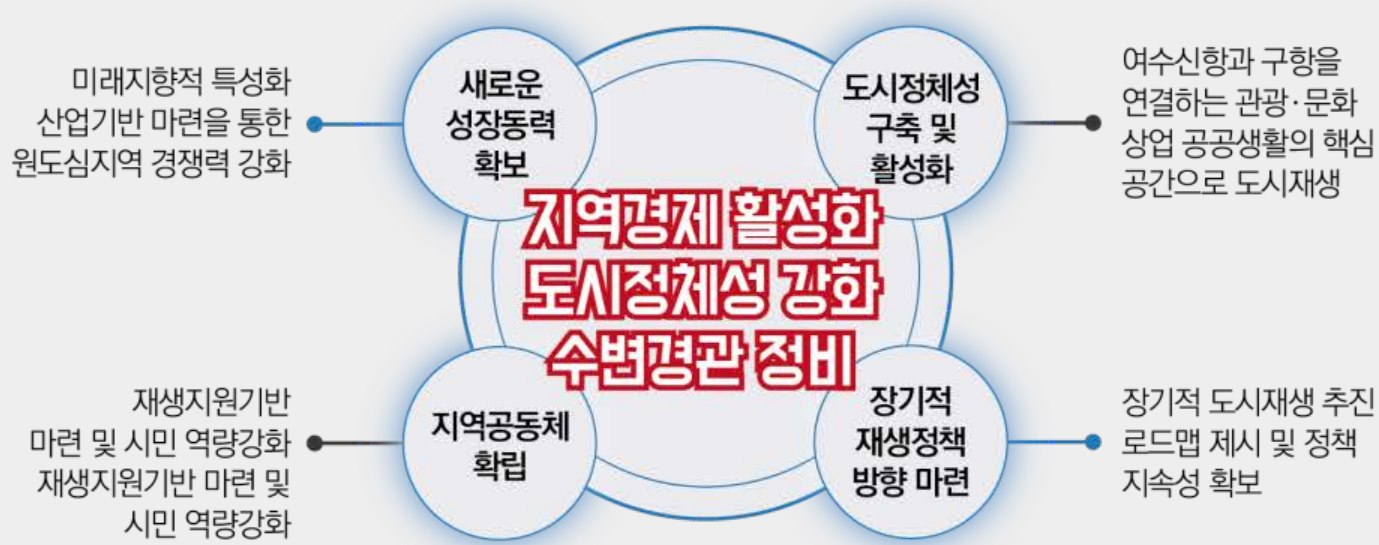 미래지향적 특성화
산업기반 마련을 통한
원도심지역 경쟁력 강화
새로운
성장동력
확보
도시정체성
구축 및
활성화
여수신항과 구항을
연결하는 관광·문화
상업 공공생활의 핵심
공간으로 도시재생
지역경제 활성화
도시정체성 강화
수변경관 정비
재생지원기반
마련 및 시민 역량강화
재생지원기반 마련 및
시민 역량강화
지역공동체
확립
장기적
재생정책
방향 마련
장기적 도시재생 추진
로드맵 제시 및 정책
지속성 확보